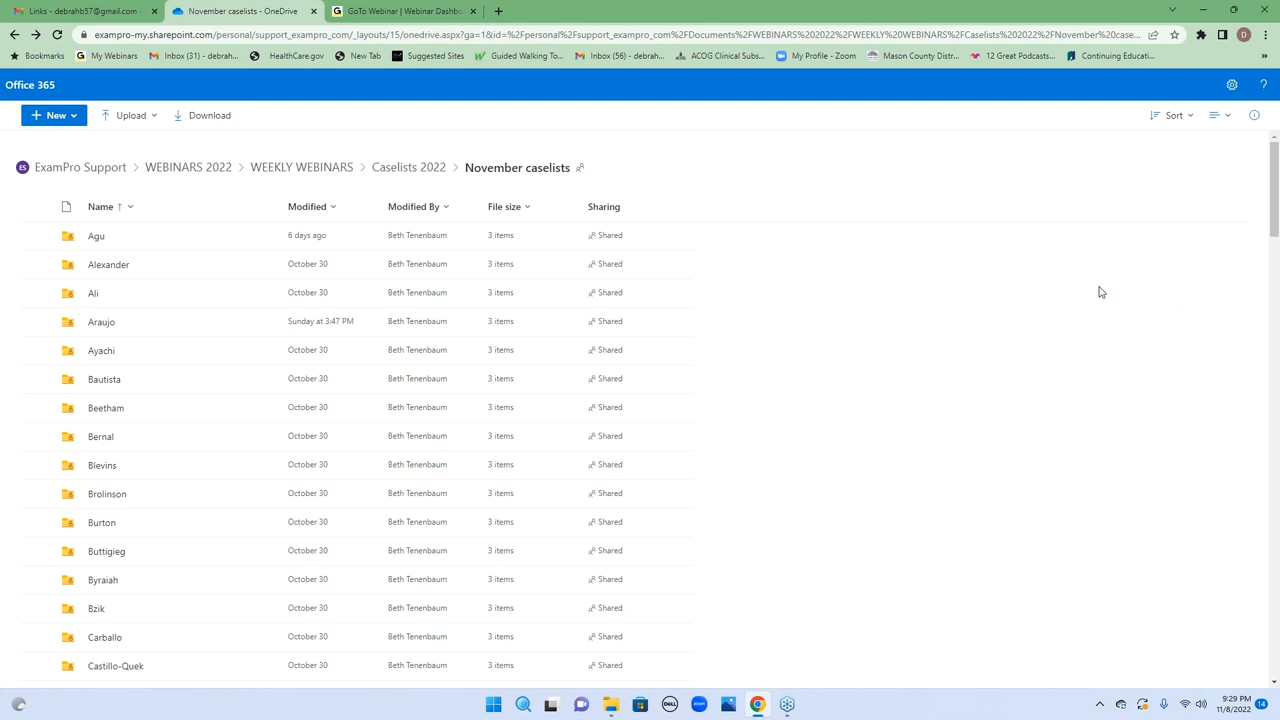 Links - debrahb57@gmail.com -
November caselists - OneDrive
GoTo Webinar | Webinar Dashbo
exampro-my.sharepoint.com/personal/support_exampro_com/_layouts/15/onedrive.aspx?ga=1&id=%2Fpersonal%2Fsupport_exampro_com%2FDocuments%2FWEBINARS%202022%2FWEEKLY%20WEBINARS%2FCaselists%202022%2FNovember%20case...
Bookmarks My Webinars Inbox (31) - debrah... HealthCare.gov New Tab Suggested Sites Guided Walking To... Inbox (56) - debrah... ACOG Clinical Subs... My Profile - Zoom Mason County Distr... 12 Great Podcasts... Continuing Educati...
Office 365
New Upload Download Sort
ExamPro Support > WEBINARS 2022 > WEEKLY WEBINARS > Caselists 2022 > November caselists
Name Modified Modified By File size Sharing
Agu 6 days ago Beth Tenenbaum 3 items Shared
Alexander October 30 Beth Tenenbaum 3 items Shared
Ali October 30 Beth Tenenbaum 3 items Shared
Araujo Sunday at 3:47 PM Beth Tenenbaum 3 items Shared
Ayachi October 30 Beth Tenenbaum 3 items Shared
Bautista October 30 Beth Tenenbaum 3 items Shared
Beetham October 30 Beth Tenenbaum 3 items Shared
Bernal October 30 Beth Tenenbaum 3 items Shared
Blevins October 30 Beth Tenenbaum 3 items Shared
Brolinson October 30 Beth Tenenbaum 3 items Shared
Burton October 30 Beth Tenenbaum 3 items Shared
Buttigieg October 30 Beth Tenenbaum 3 items Shared
Byraiah October 30 Beth Tenenbaum 3 items Shared
Bzik October 30 Beth Tenenbaum 3 items Shared
Carballo October 30 Beth Tenenbaum 3 items Shared
Castillo-Quek October 30 Beth Tenenbaum 3 items Shared
9:29 PM
11/8/2022
14